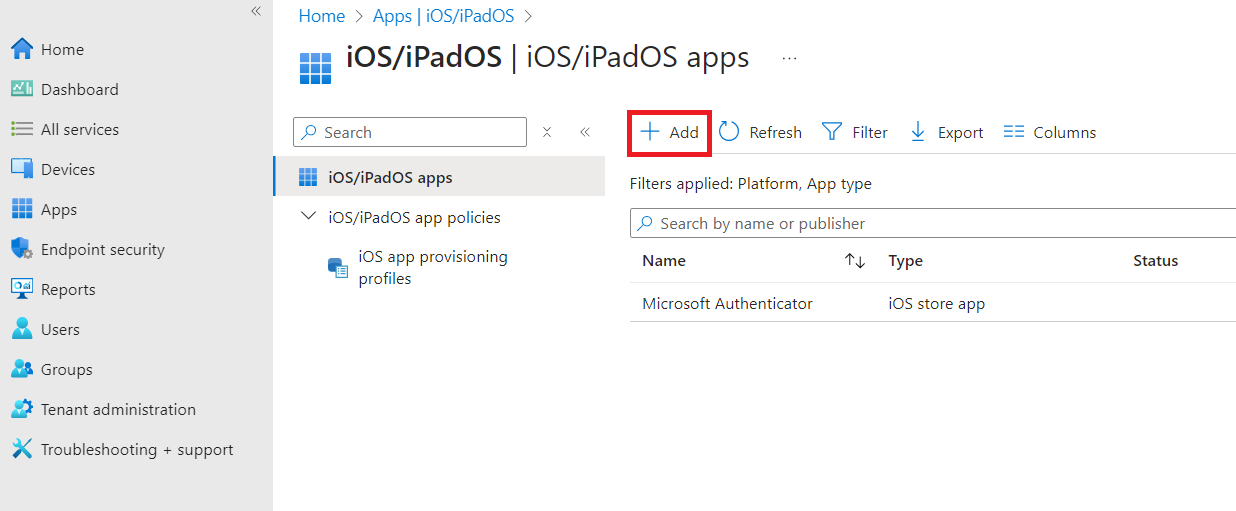 Home
Dashboard
All services
Devices
Apps
Endpoint security
Reports
Users
Groups
Tenant administration
Troubleshooting + support
Home > Apps | iOS/iPadOS >
iOS/iPadOS | iOS/iPadOS apps ...
Search
iOS/iPadOS apps
iOS/iPadOS app policies
iOS app provisioning
profiles
Add Refresh Filter Export Columns
Filters applied: Platform, App type
Search by name or publisher
Name Type Status
Microsoft Authenticator iOS store app